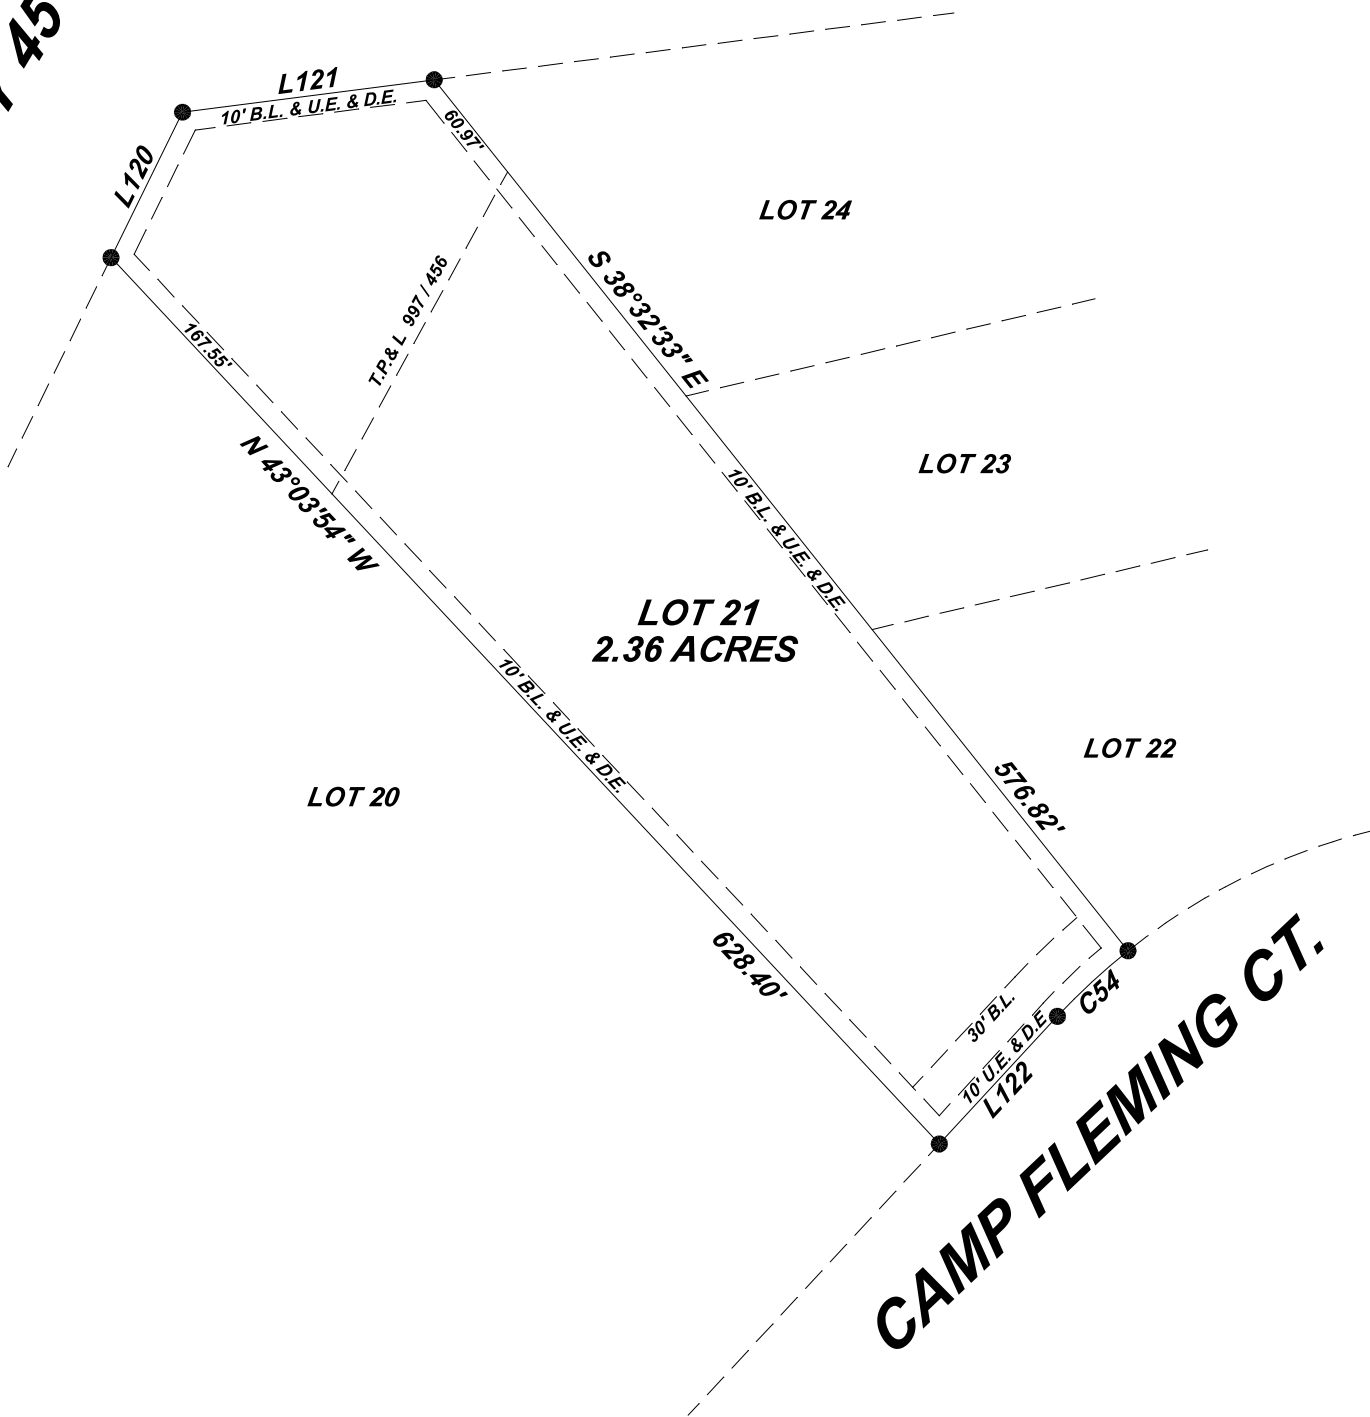 Y 45
L121
10' B.L. & U.E. & D.E.
60.97'
L120
LOT 24
T.P.& L 997 / 456
S 38°32'33" E
167.55'
N 43°03'54" W
LOT 23
10' B.L. & U.E. & D.E.
LOT 21
2.36 ACRES
10' B.L. & U.E. & D.E.
LOT 22
LOT 20
576.82'
628.40'
30' B.L.
C54
10' U.E. & D.E
L122
CAMP FLEMING CT.